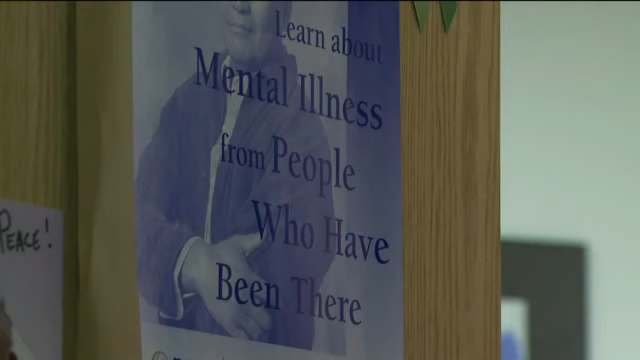 Learn about
Mental Illness
from People
Who Have
Been There
PEACE!